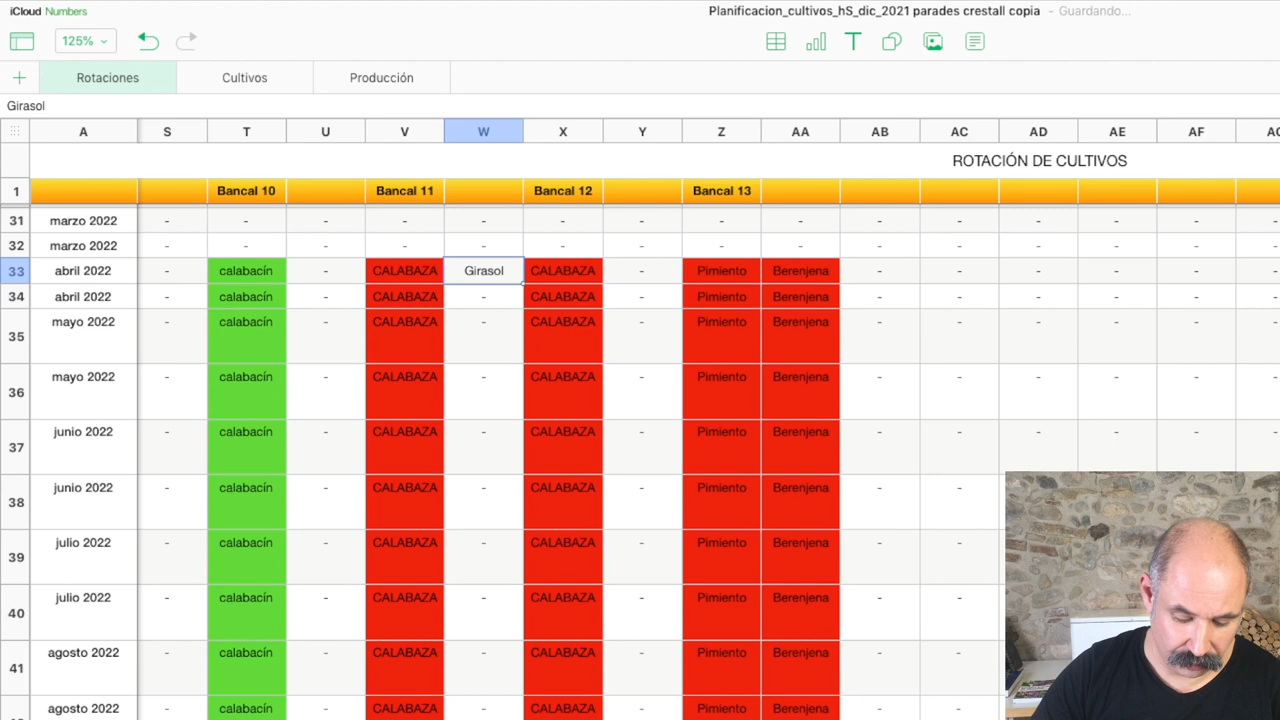 iCloud Numbers
Planificacion_cultivos_hS_dic_2021 parades crestall copia - Guardando...
125%
Rotaciones Cultivos Producción
Girasol
A S T U V W X Y Z AA AB AC AD AE AF AG
ROTACIÓN DE CULTIVOS
1 Bancal 10 Bancal 11 Bancal 12 Bancal 13
31 marzo 2022 - - - - - - - - - - - - - - -
32 marzo 2022 - - - - - - - - -
33 abril 2022 - calabacín - CALABAZA Girasol CALABAZA - Pimiento Berenjena - - - - - -
34 abril 2022 - calabacín - CALABAZA - CALABAZA - Pimiento Berenjena - - - - - -
35 mayo 2022 - calabacín - CALABAZA - CALABAZA - Pimiento Berenjena - - - - - -
36 mayo 2022 - calabacín - CALABAZA - CALABAZA - Pimiento Berenjena - - - - - -
37 junio 2022 - calabacín - CALABAZA - CALABAZA - Pimiento Berenjena - - - - - -
38 junio 2022 - calabacín - CALABAZA - CALABAZA - Pimiento Berenjena - -
39 julio 2022 - calabacín - CALABAZA - CALABAZA - Pimiento Berenjena - -
40 julio 2022 - calabacín - CALABAZA - CALABAZA - Pimiento Berenjena - -
41 agosto 2022 - calabacín - CALABAZA - CALABAZA - Pimiento Berenjena - -
agosto 2022 - calabacín - CALABAZA - CALABAZA - Pimiento Berenjena - -